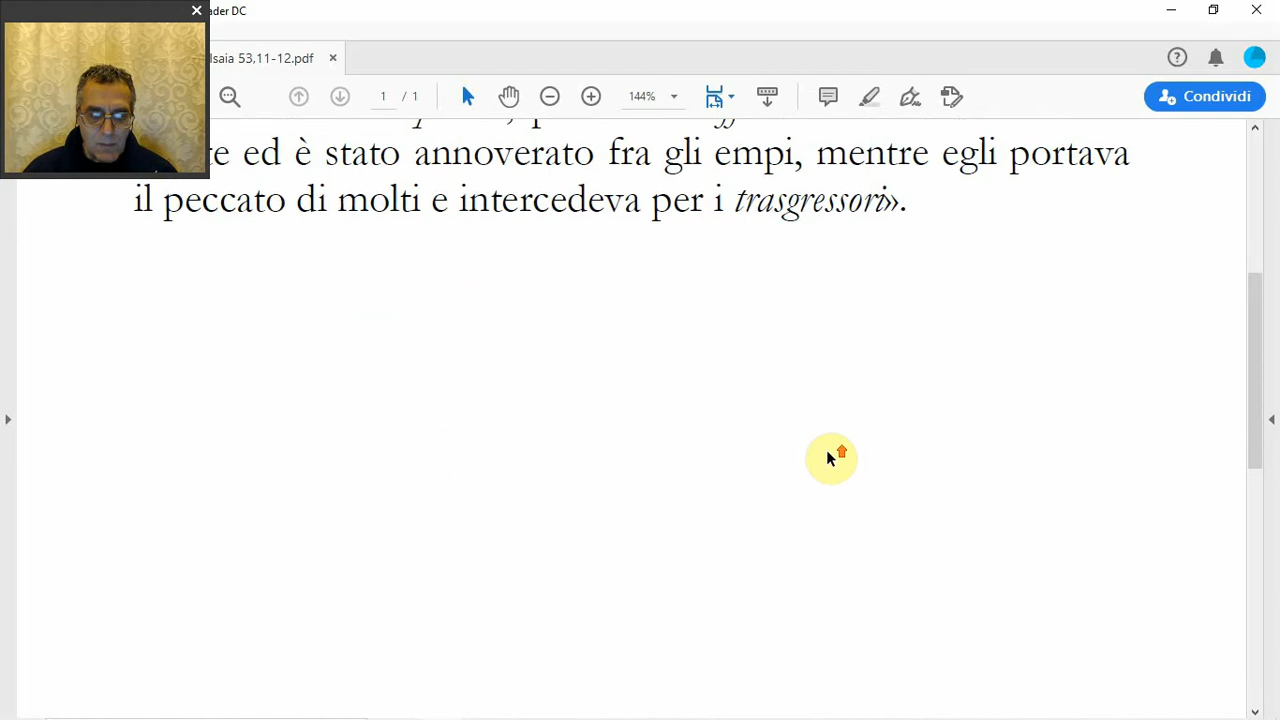 ader DC
Isaia 53,11-12.pdf
1 / 1
144%
Condividi
te ed è stato annoverato fra gli empi, mentre egli portava
il peccato di molti e intercedeva per i trasgressori».